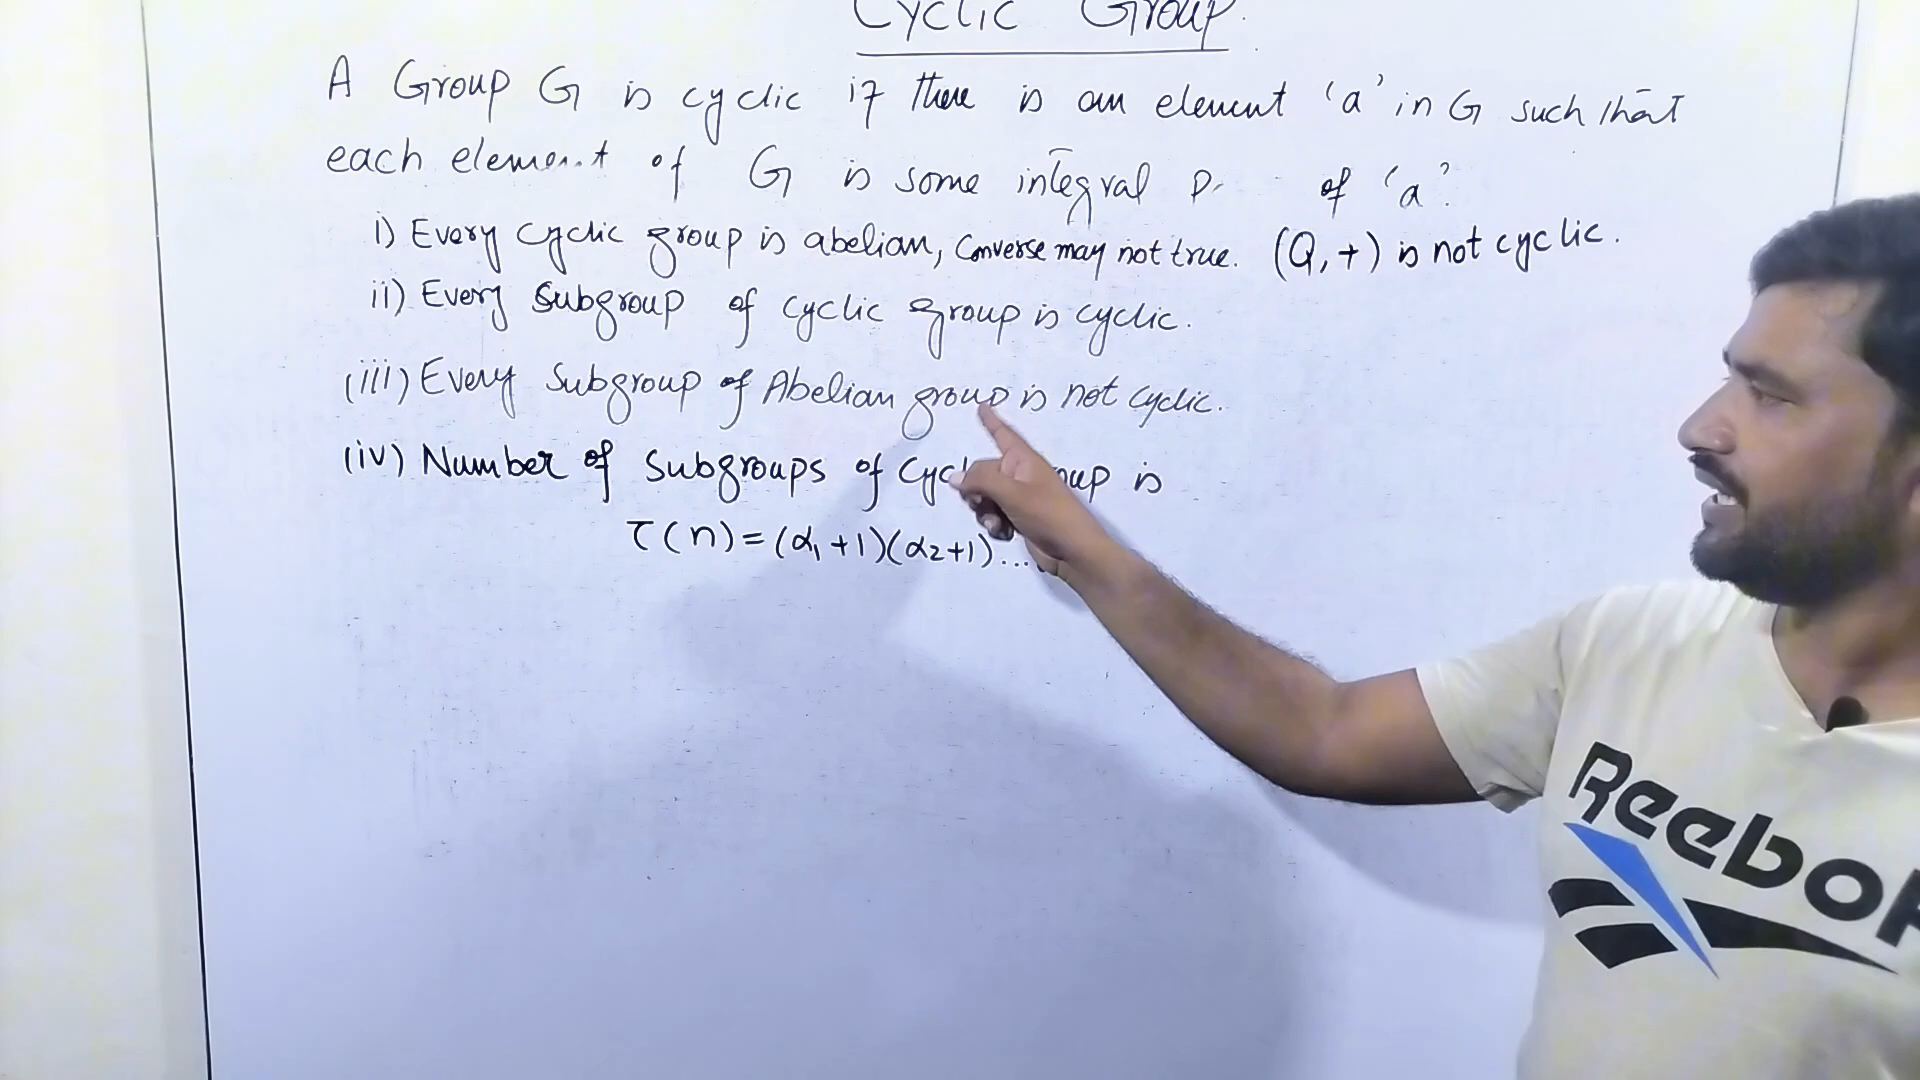 Cyclic Group.
A Group G is cyclic if there is an element 'a' in G such that
each element of G is some integral of 'a'.
i) Every cyclic group is abelian, Converse may not true. (Q, +) is not cyclic.
ii) Every Subgroup of cyclic group is cyclic.
(iii) Every Subgroup of Abelian group is not cyclic.
(iv) Number of Subgroups of is
τ(n) = (α₁+1)(α₂+1)...
Reebok